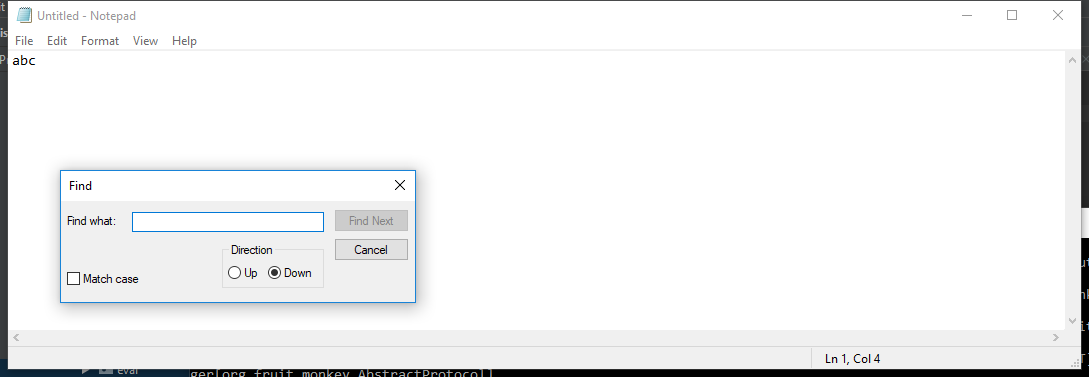 Untitled - Notepad
File Edit Format View Help
abc
Find
Find what:
Find Next
Cancel
Direction
Up Down
Match case
Ln 1, Col 4
eval
ger[org.fruit.monkey.AbstractProtocol]